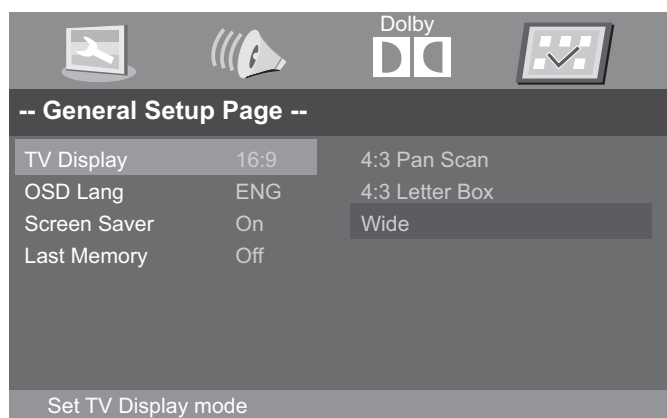 Dolby
-- General Setup Page --
TV Display 16:9 4:3 Pan Scan
OSD Lang ENG 4:3 Letter Box
Screen Saver On Wide
Last Memory Off
Set TV Display mode